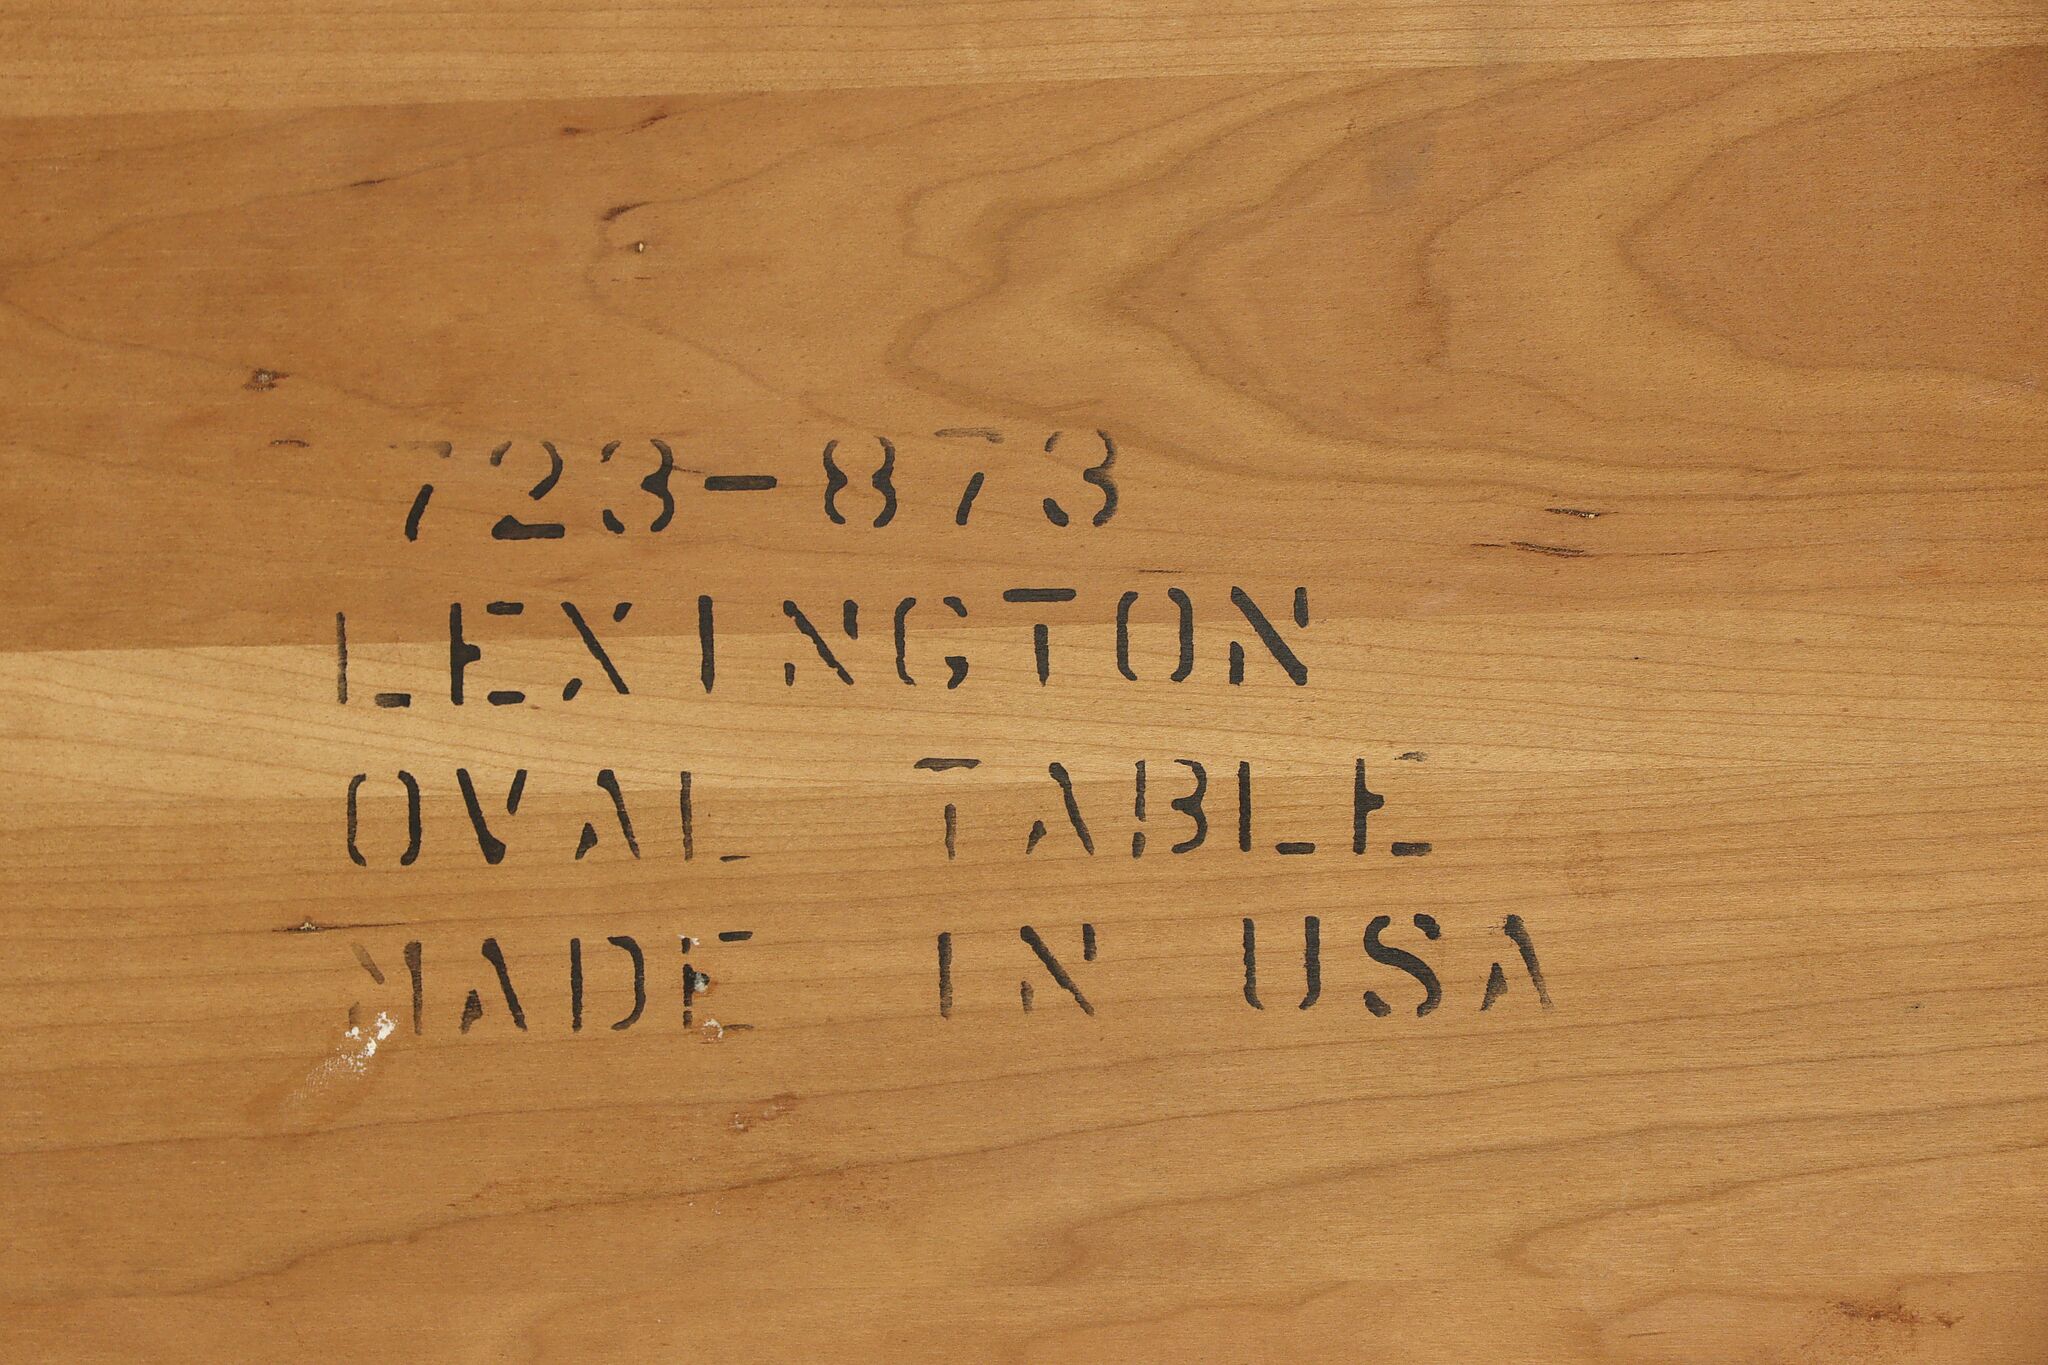 723-873
LEXINGTON
OVAL TABLE
MADE IN USA